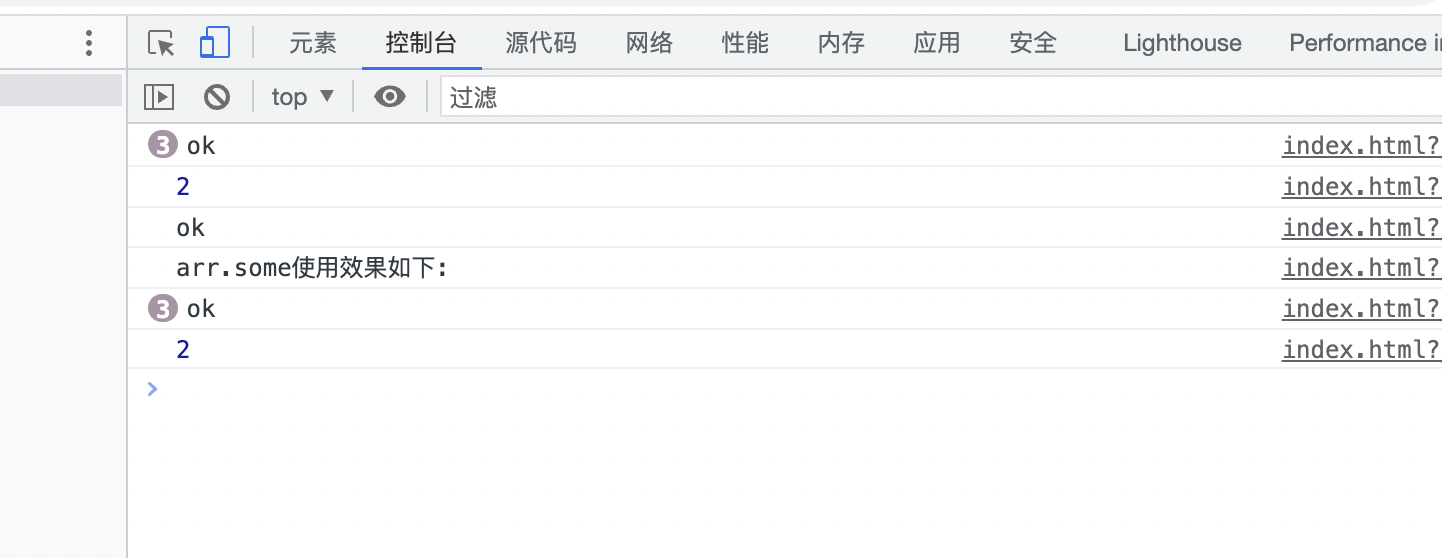 元素 控制台 源代码 网络 性能 内存 应用 安全 Lighthouse Performance i
top ▼ 过滤
3 ok index.html?
2 index.html?
ok index.html?
arr.some使用效果如下: index.html?
3 ok index.html?
2 index.html?